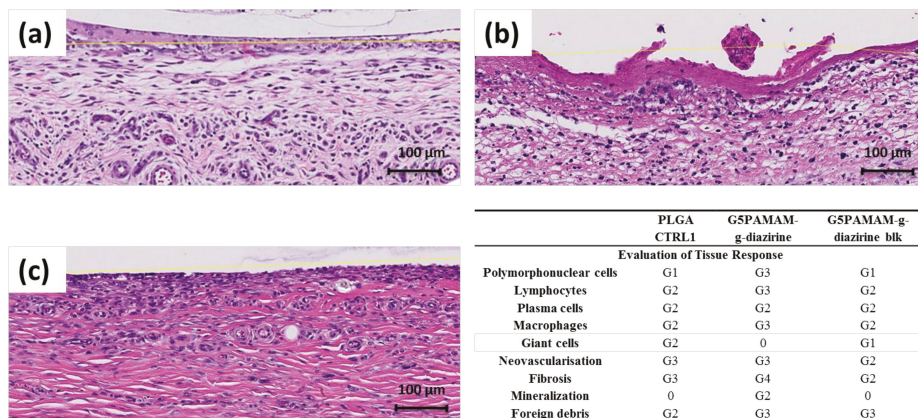 (a)
100 µm
(b)
100 µm
(c)
100 µm
PLGA CTRL1 G5PAMAM-g-diazirine G5PAMAM-g-diazirine blk
Evaluation of Tissue Response
Polymorphonuclear cells G1 G3 G1
Lymphocytes G2 G3 G2
Plasma cells G2 G2 G2
Macrophages G2 G3 G2
Giant cells G2 0 G1
Neovascularisation G3 G3 G2
Fibrosis G3 G4 G2
Mineralization 0 G2 0
Foreign debris G2 G3 G3